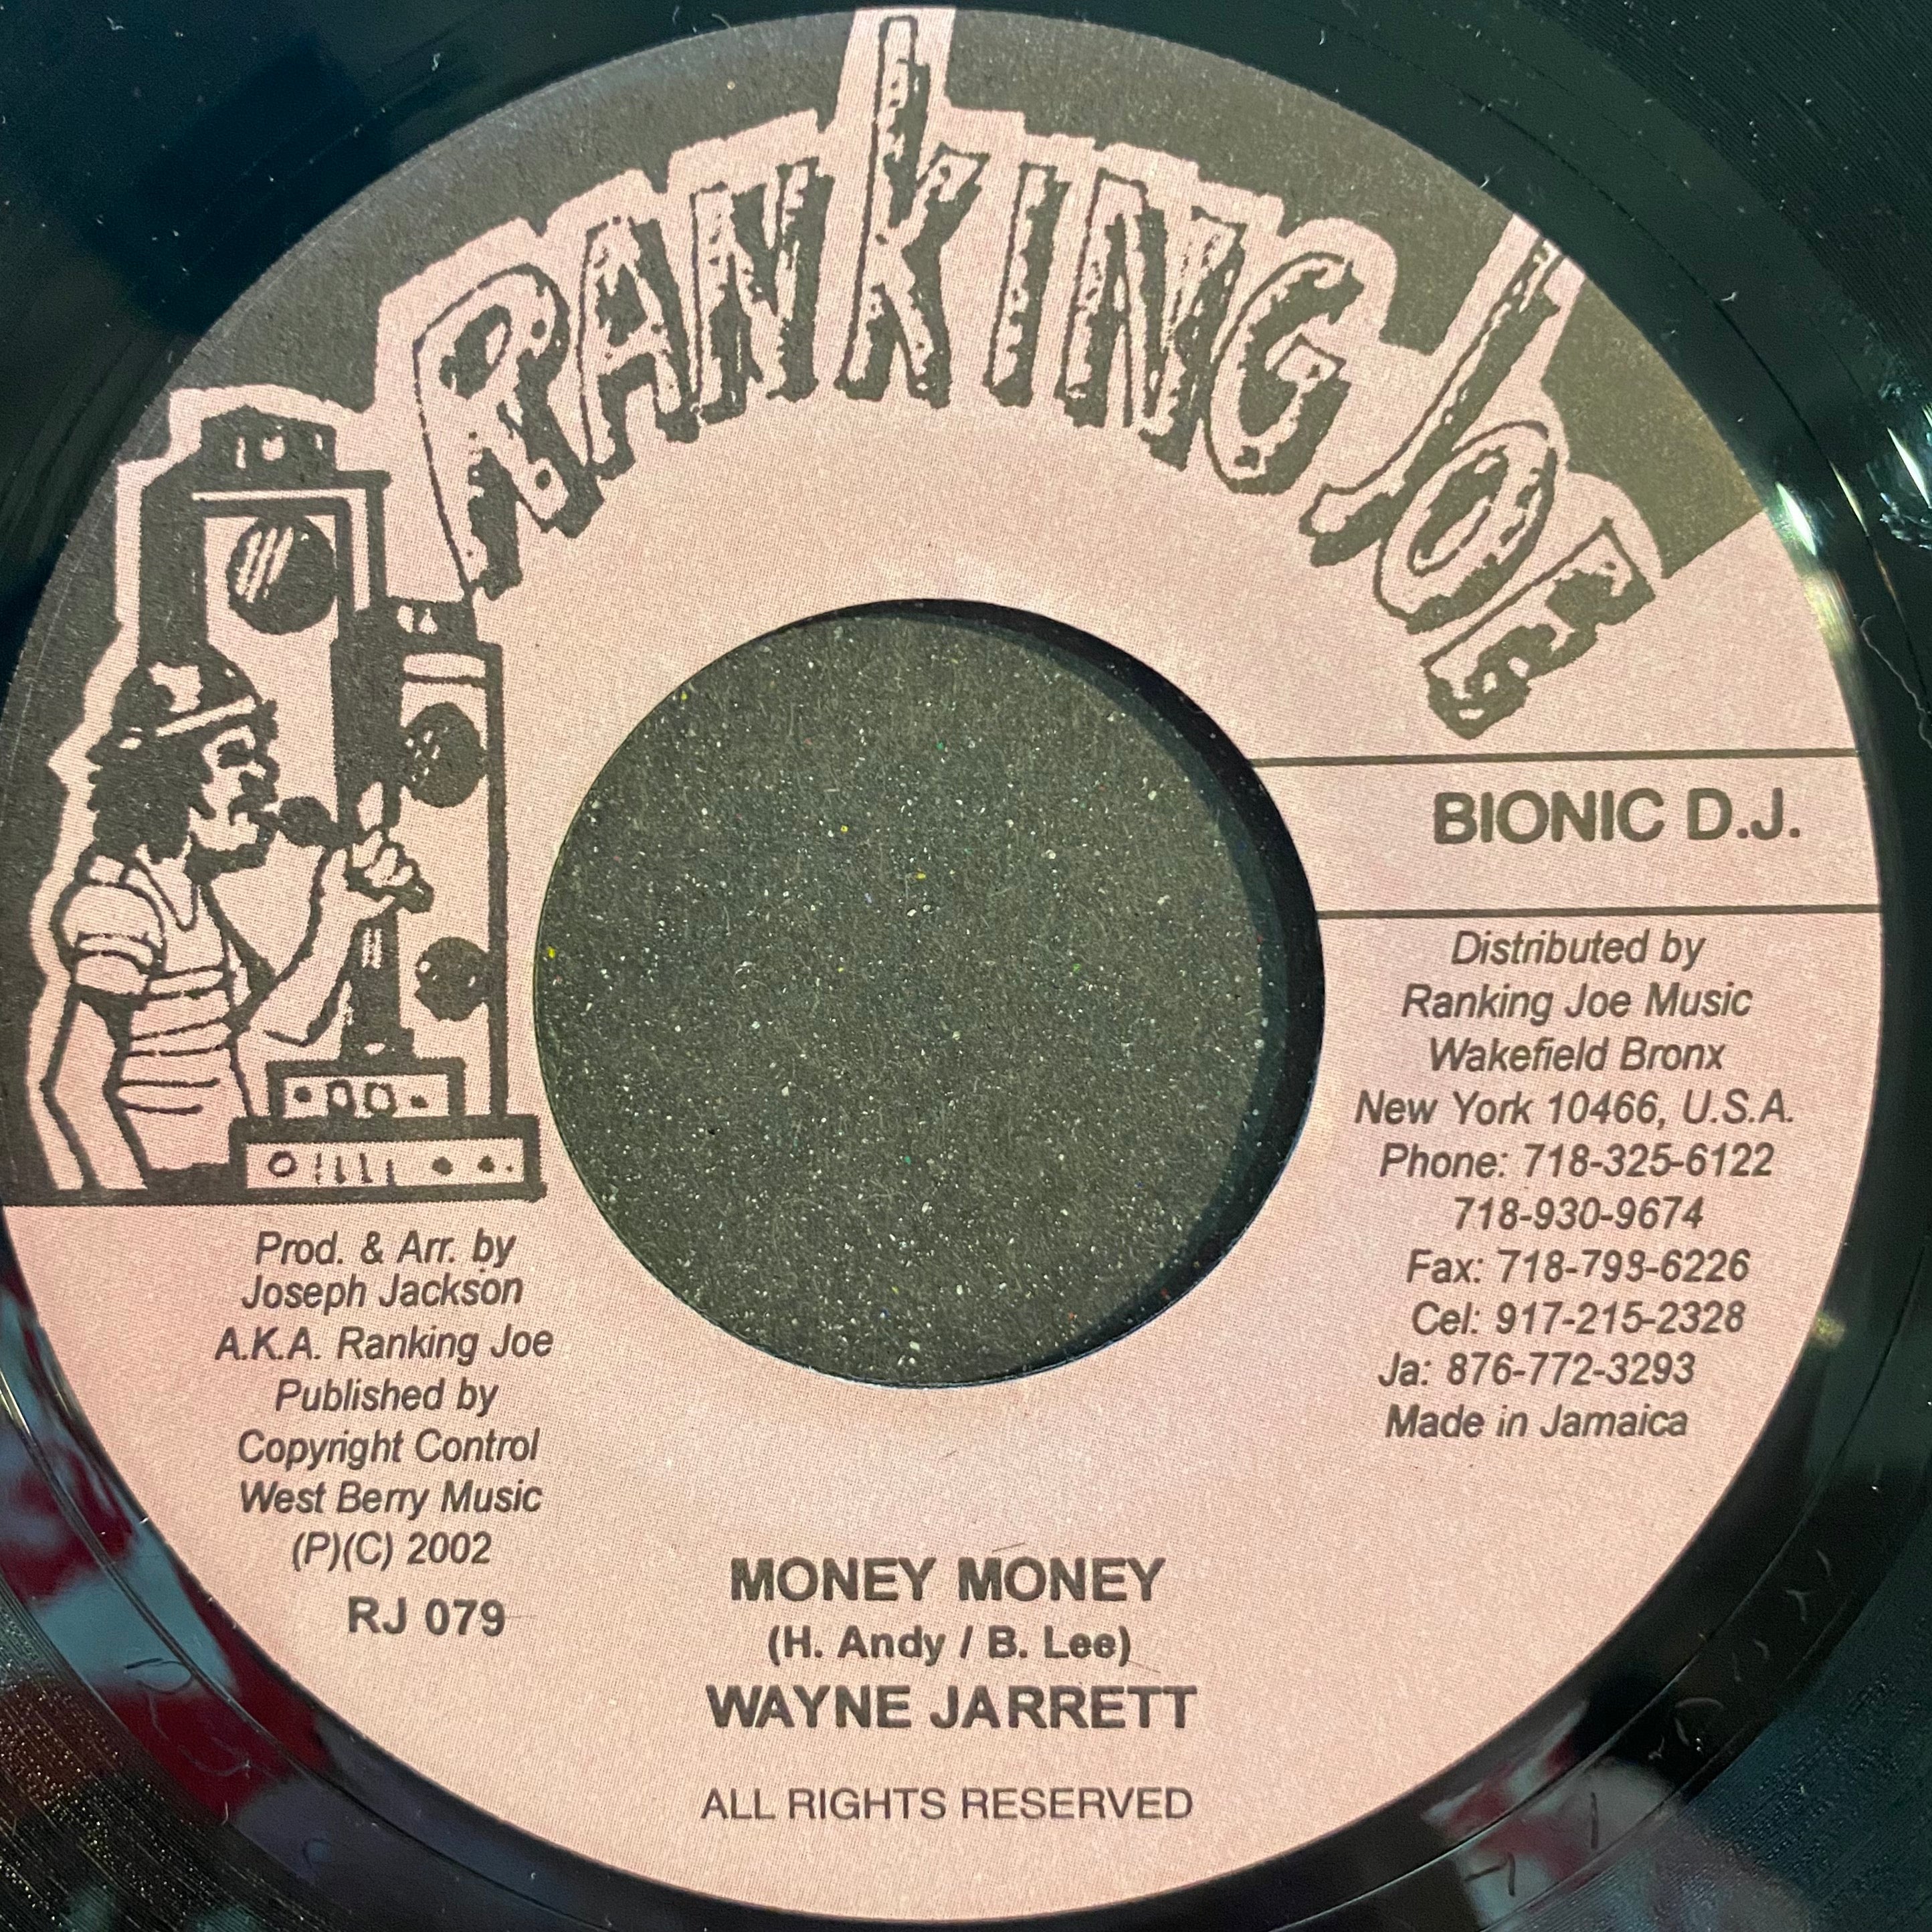 RANKING JOE
BIONIC D.J.
Distributed by
Ranking Joe Music
Wakefield Bronx
New York 10466, U.S.A.
Phone: 718-325-6122
718-930-9674
Fax: 718-798-6226
Cel: 917-215-2328
Ja: 876-772-3293
Made in Jamaica
Prod. & Arr. by
Joseph Jackson
A.K.A. Ranking Joe
Published by
Copyright Control
West Berry Music
(P)(C) 2002
RJ 079
MONEY MONEY
(H. Andy / B. Lee)
WAYNE JARRETT
ALL RIGHTS RESERVED